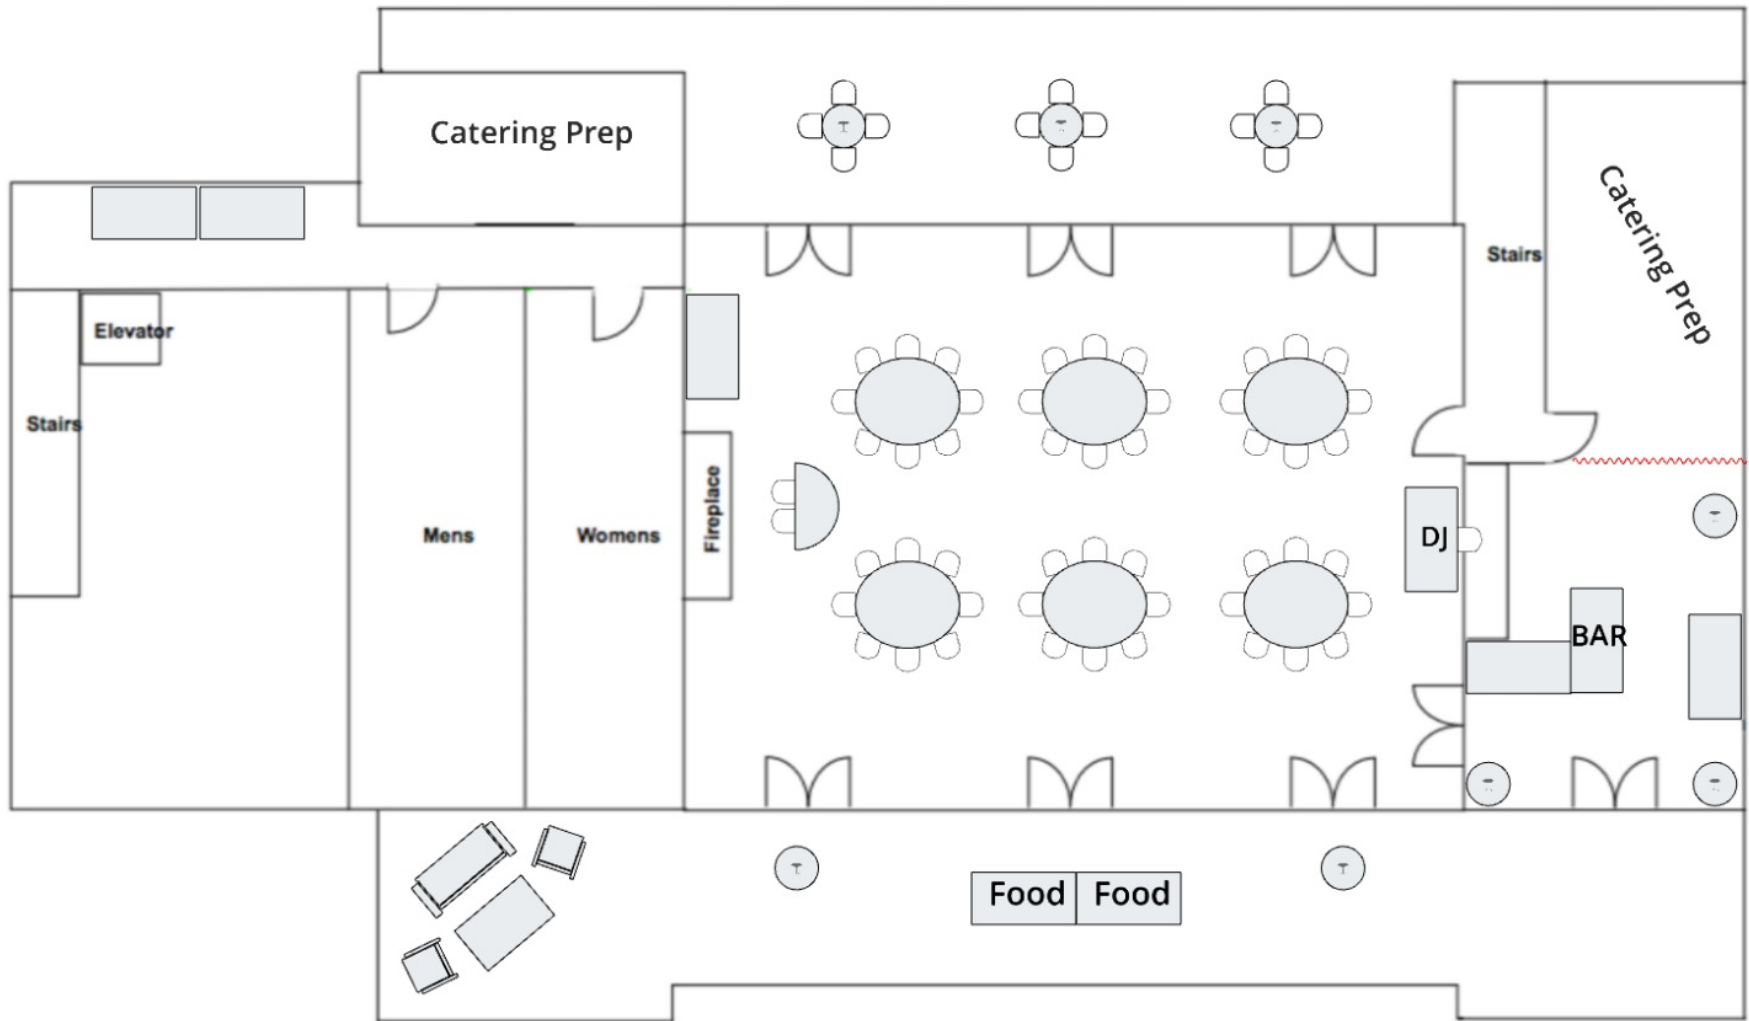 Catering Prep
Stairs
Catering Prep
Elevator
Stairs
Mens
Womens
Fireplace
DJ
BAR
Food
Food